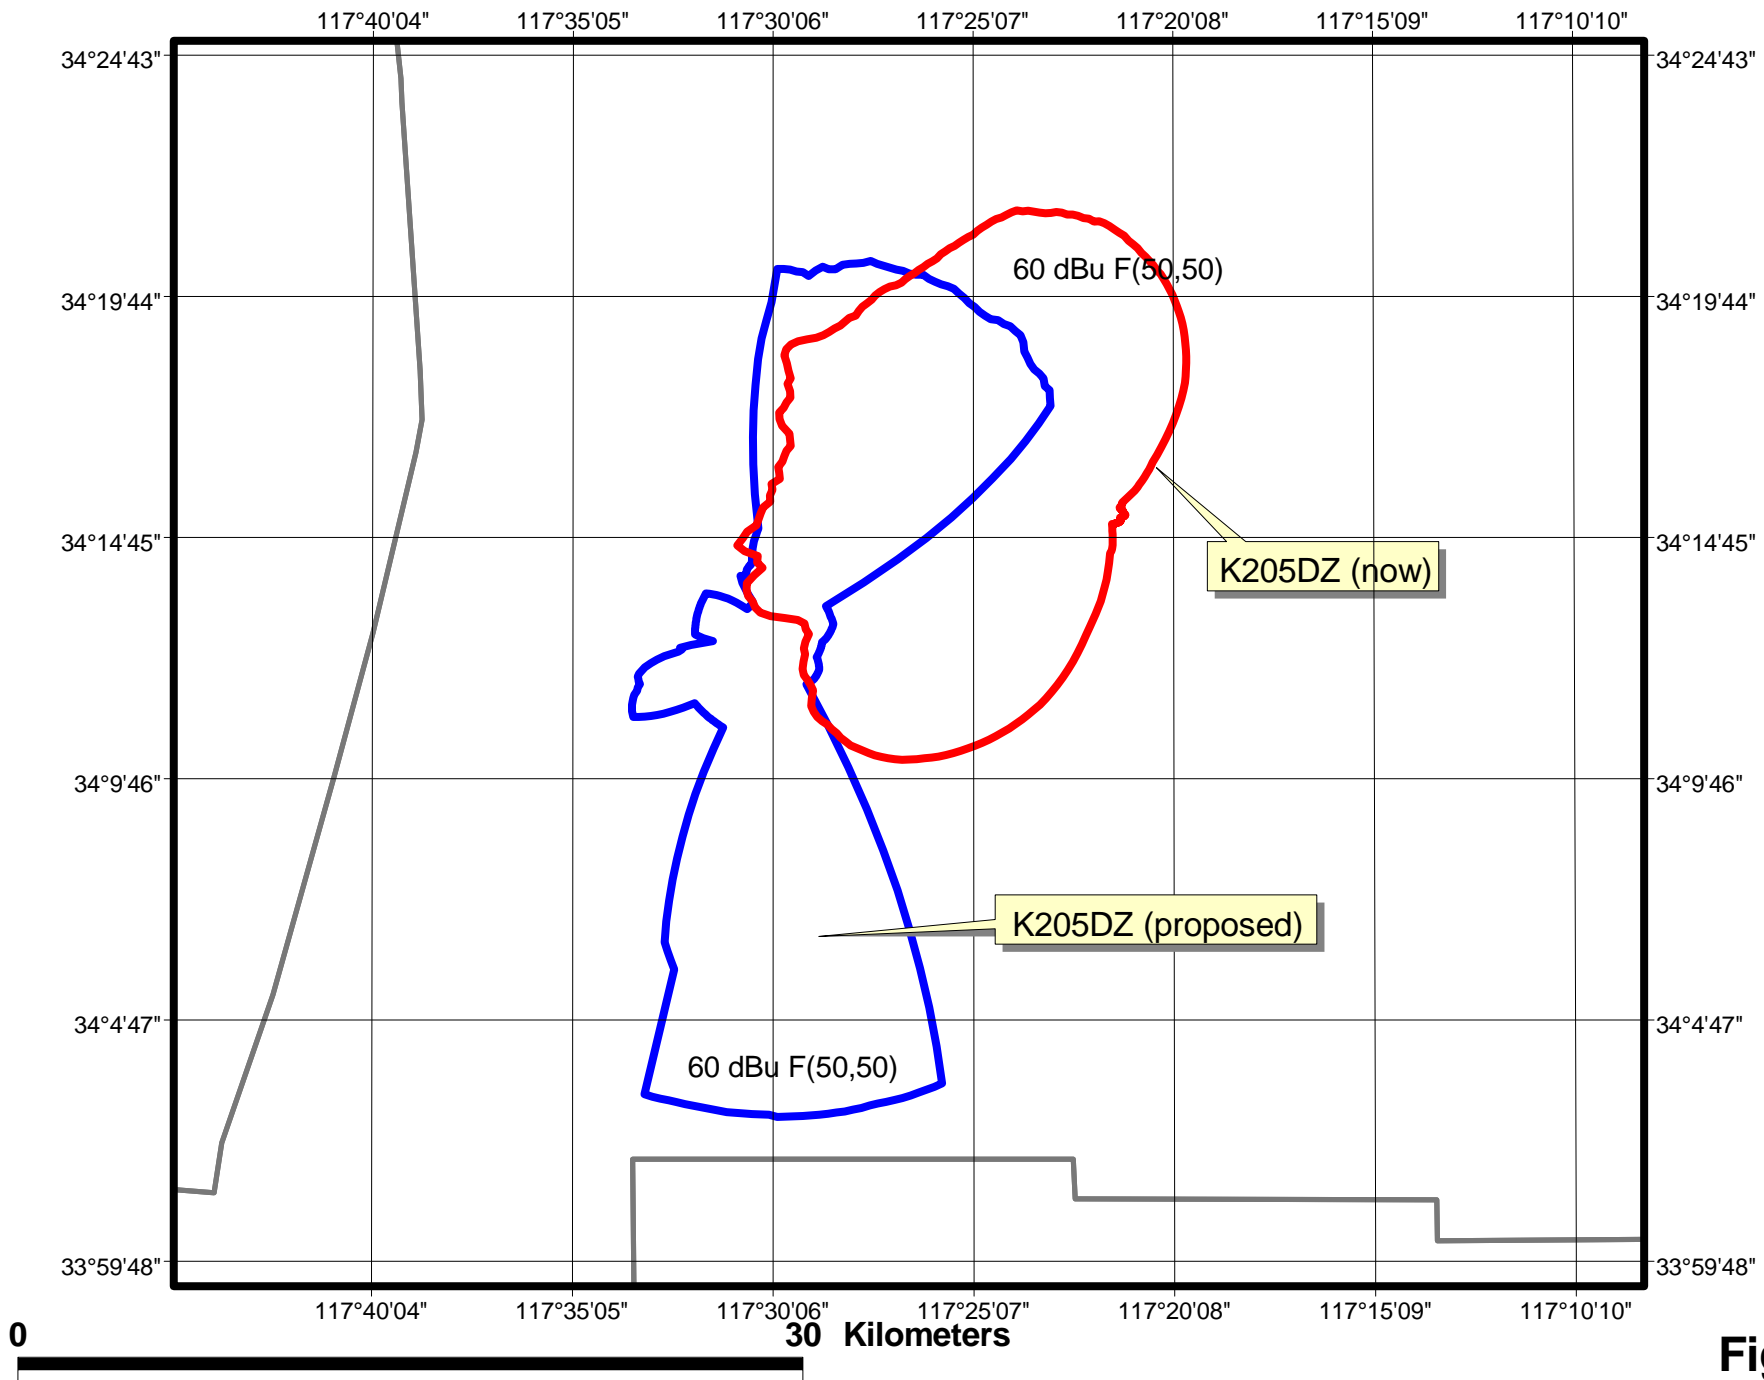 117°40'04" 117°35'05" 117°30'06" 117°25'07" 117°20'08" 117°15'09" 117°10'10"
34°24'43" 34°24'43"
60 dBu F(50,50)
34°19'44" 34°19'44"
34°14'45" 34°14'45"
K205DZ (now)
34°9'46" 34°9'46"
K205DZ (proposed)
34°4'47" 34°4'47"
60 dBu F(50,50)
33°59'48" 33°59'48"
117°40'04" 117°35'05" 117°30'06" 117°25'07" 117°20'08" 117°15'09" 117°10'10"
0 30 Kilometers